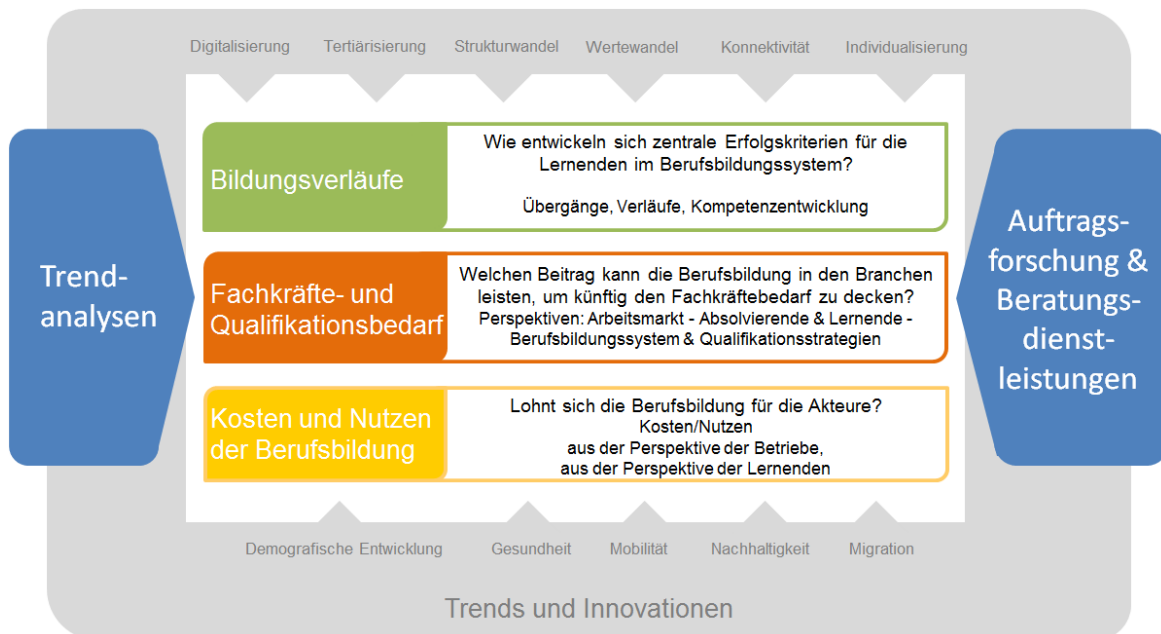 Digitalisierung Tertiärisierung Strukturwandel Wertewandel Konnektivität Individualisierung
Trend-
analysen
Bildungsverläufe
Wie entwickeln sich zentrale Erfolgskriterien für die
Lernenden im Berufsbildungssystem?
Übergänge, Verläufe, Kompetenzentwicklung
Fachkräfte- und
Qualifikationsbedarf
Welchen Beitrag kann die Berufsbildung in den Branchen
leisten, um künftig den Fachkräftebedarf zu decken?
Perspektiven: Arbeitsmarkt - Absolvierende & Lernende -
Berufsbildungssystem & Qualifikationsstrategien
Kosten und Nutzen
der Berufsbildung
Lohnt sich die Berufsbildung für die Akteure?
Kosten/Nutzen
aus der Perspektive der Betriebe,
aus der Perspektive der Lernenden
Auftrags-
forschung &
Beratungs-
dienst-
leistungen
Demografische Entwicklung Gesundheit Mobilität Nachhaltigkeit Migration
Trends und Innovationen